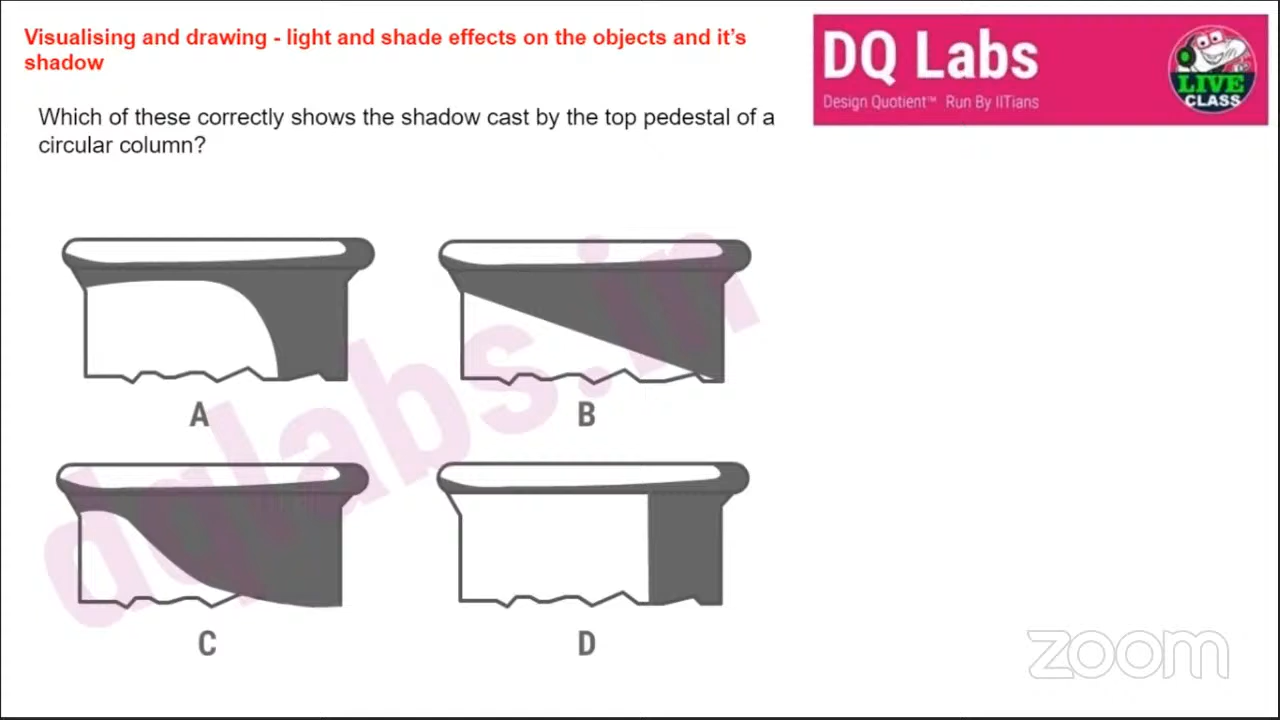 Visualising and drawing - light and shade effects on the objects and it's
shadow
DQ Labs
Design Quotient™ Run By IITians
LIVE
CLASS
Which of these correctly shows the shadow cast by the top pedestal of a
circular column?
dqlabs.in
A
B
C
D
zoom